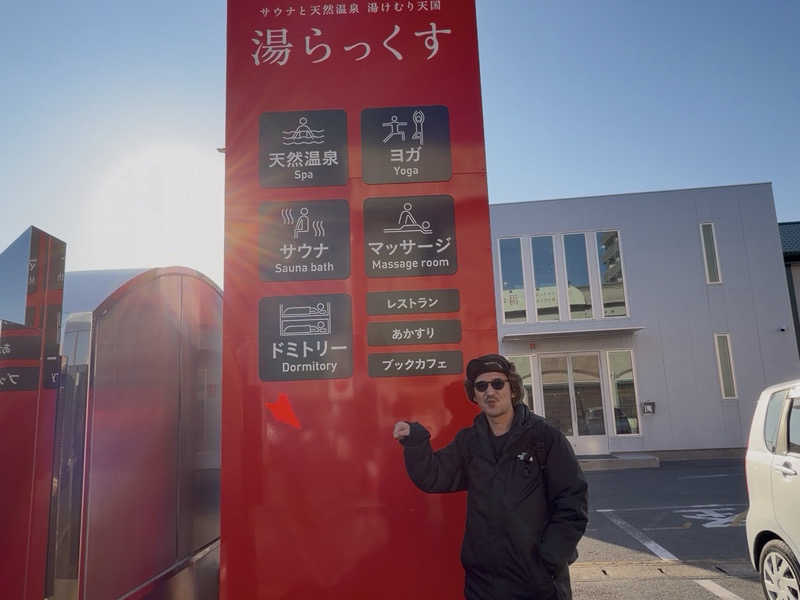 サウナと天然温泉 湯けむり天国
湯らっくす
天然温泉
Spa
ヨガ
Yoga
サウナ
Sauna bath
マッサージ
Massage room
ドミトリー
Dormitory
レストラン
あかすり
ブックカフェ